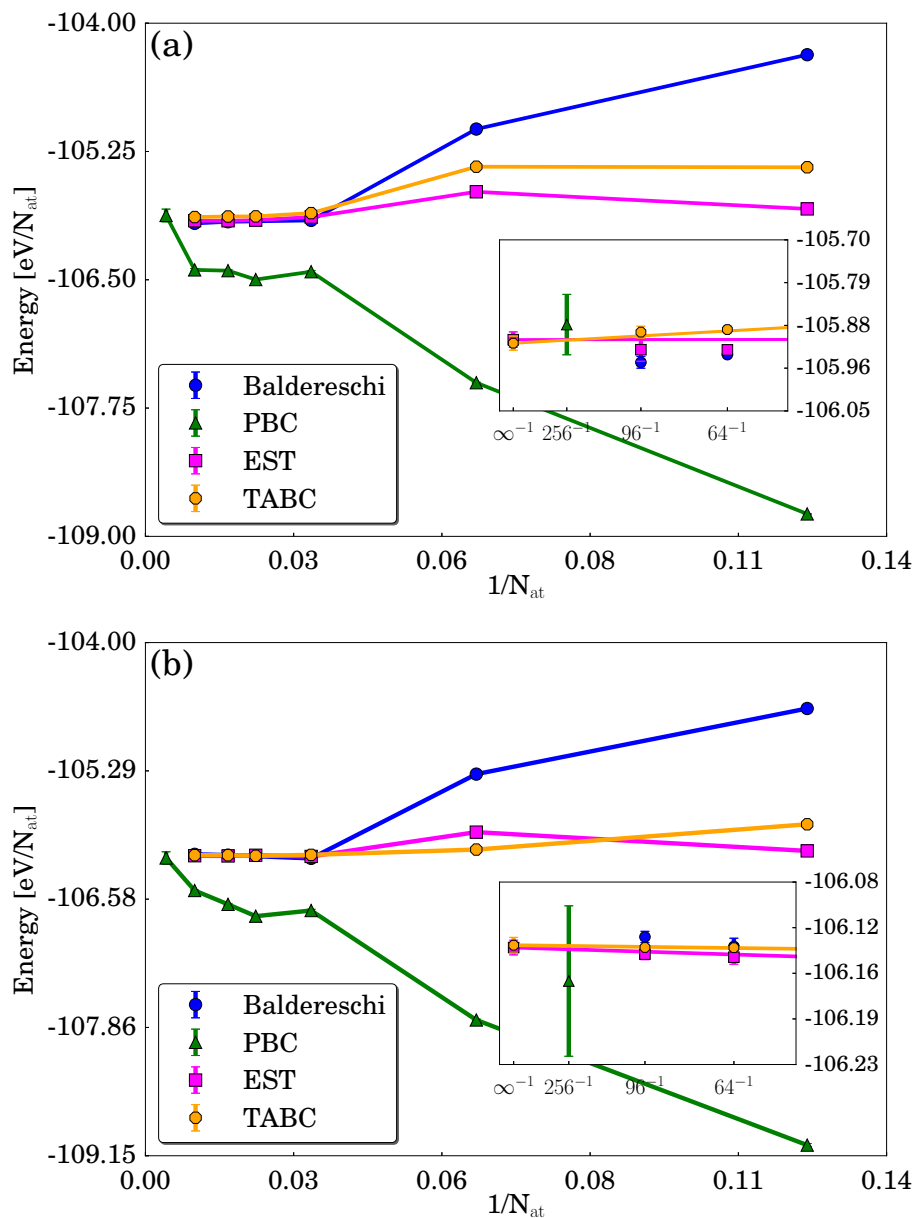 -104.00
(a)
-105.25
-106.50
-107.75
-109.00
Energy [eV/N_at]
Baldereschi
PBC
EST
TABC
-105.70
-105.79
-105.88
-105.96
-106.05
∞⁻¹ 256⁻¹ 96⁻¹ 64⁻¹
0.00 0.03 0.06 0.08 0.11 0.14
1/N_at
-104.00
(b)
-105.29
-106.58
-107.86
-109.15
Energy [eV/N_at]
Baldereschi
PBC
EST
TABC
-106.08
-106.12
-106.16
-106.19
-106.23
∞⁻¹ 256⁻¹ 96⁻¹ 64⁻¹
0.00 0.03 0.06 0.08 0.11 0.14
1/N_at